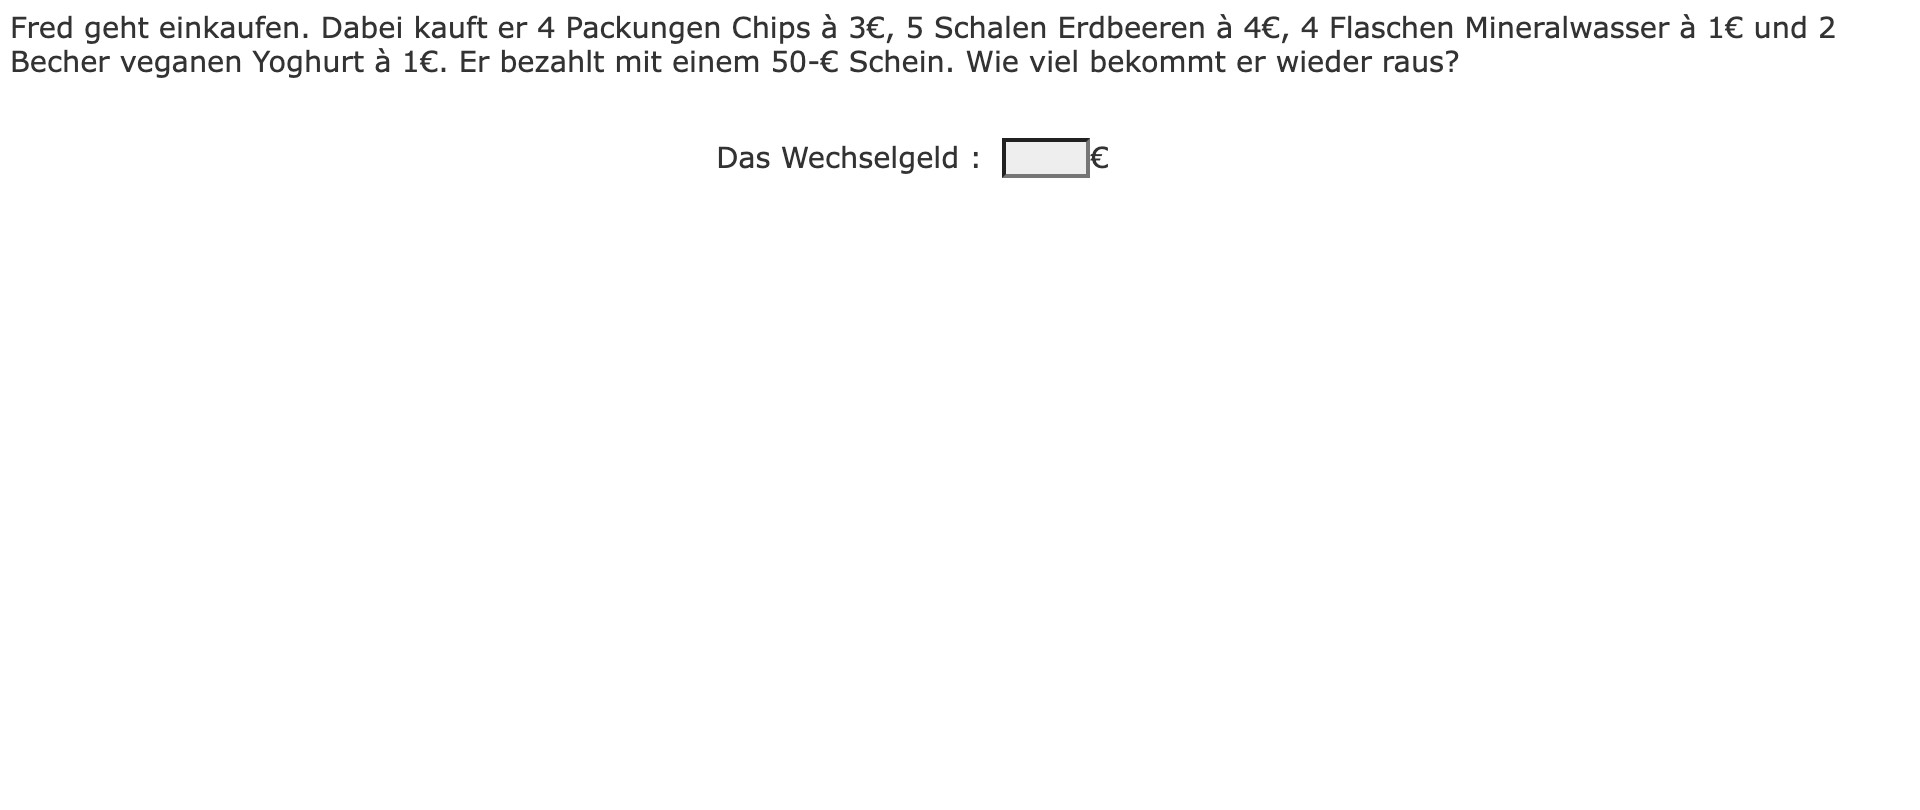 Fred geht einkaufen. Dabei kauft er 4 Packungen Chips à 3€, 5 Schalen Erdbeeren à 4€, 4 Flaschen Mineralwasser à 1€ und 2
Becher veganen Yoghurt à 1€. Er bezahlt mit einem 50-€ Schein. Wie viel bekommt er wieder raus?
Das Wechselgeld : €